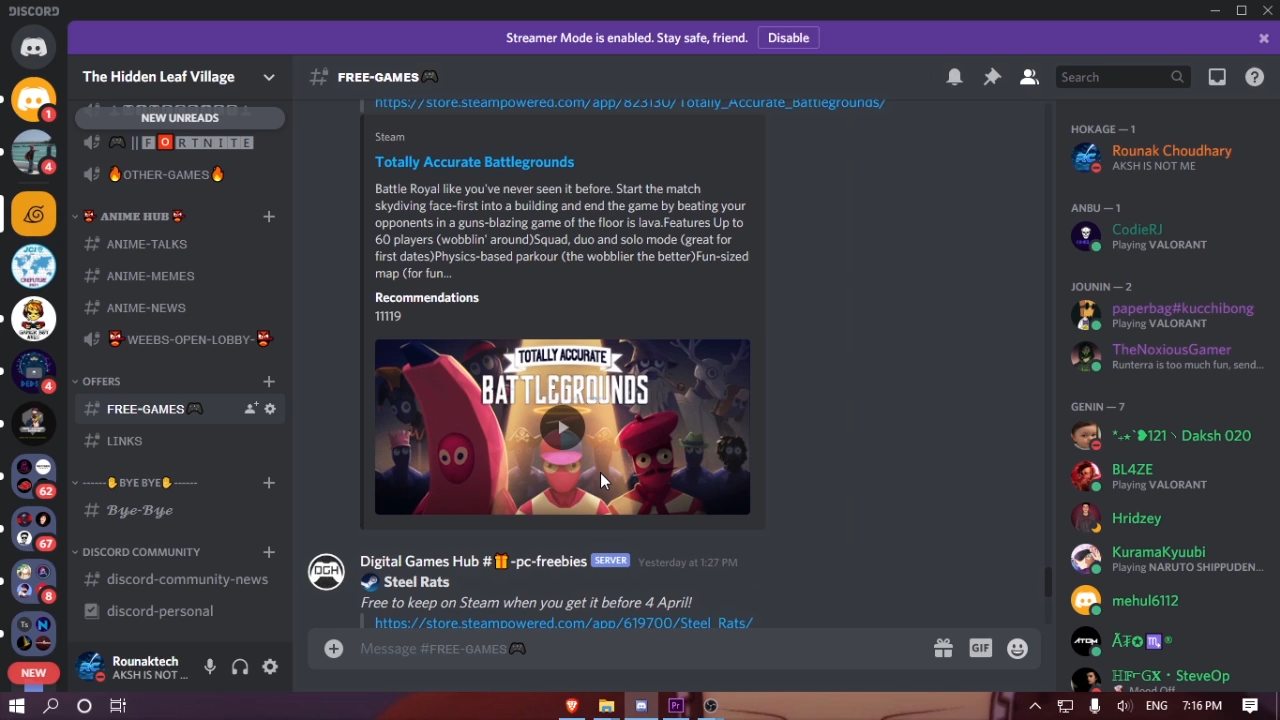 DISCORD
Streamer Mode is enabled. Stay safe, friend. Disable
The Hidden Leaf Village
NEW UNREADS
🎮 ||🇫🅾🇷🇹🇳🇮🇹🇪
🔥OTHER-GAMES🔥
👹 ANIME HUB 👹
ANIME-TALKS
ANIME-MEMES
ANIME-NEWS
👹WEEBS-OPEN-LOBBY-👹
OFFERS
FREE-GAMES🎮
LINKS
------✋BYE BYE✋------
Bye-Bye
DISCORD COMMUNITY
discord-community-news
discord-personal
Rounaktech
AKSH IS NOT ...
1
4
4
62
67
8
NEW
FREE-GAMES🎮
Search
https://store.steampowered.com/app/823130/Totally_Accurate_Battlegrounds/
Steam
Totally Accurate Battlegrounds
Battle Royal like you've never seen it before. Start the match
skydiving face-first into a building and end the game by beating your
opponents in a guns-blazing game of the floor is lava.Features Up to
60 players (wobblin' around)Squad, duo and solo mode (great for
first dates)Physics-based parkour (the wobblier the better)Fun-sized
map (for fun...
Recommendations
11119
TOTALLY ACCURATE
BATTLEGROUNDS
DGH
Digital Games Hub #🎁-pc-freebies SERVER Yesterday at 1:27 PM
Steel Rats
Free to keep on Steam when you get it before 4 April!
https://store.steampowered.com/app/619700/Steel_Rats/
Message #FREE-GAMES🎮
GIF
HOKAGE — 1
Rounak Choudhary
AKSH IS NOT ME
ANBU — 1
CodieRJ
Playing VALORANT
JOUNIN — 2
paperbag#kucchibong
Playing VALORANT
TheNoxiousGamer
Runterra is too much fun, send...
GENIN — 7
Daksh 020
BL4ZE
Playing VALORANT
Hridzey
KuramaKyuubi
Playing NARUTO SHIPPUDEN...
mehul6112
SteveOp
Mood Off
ENG 7:16 PM